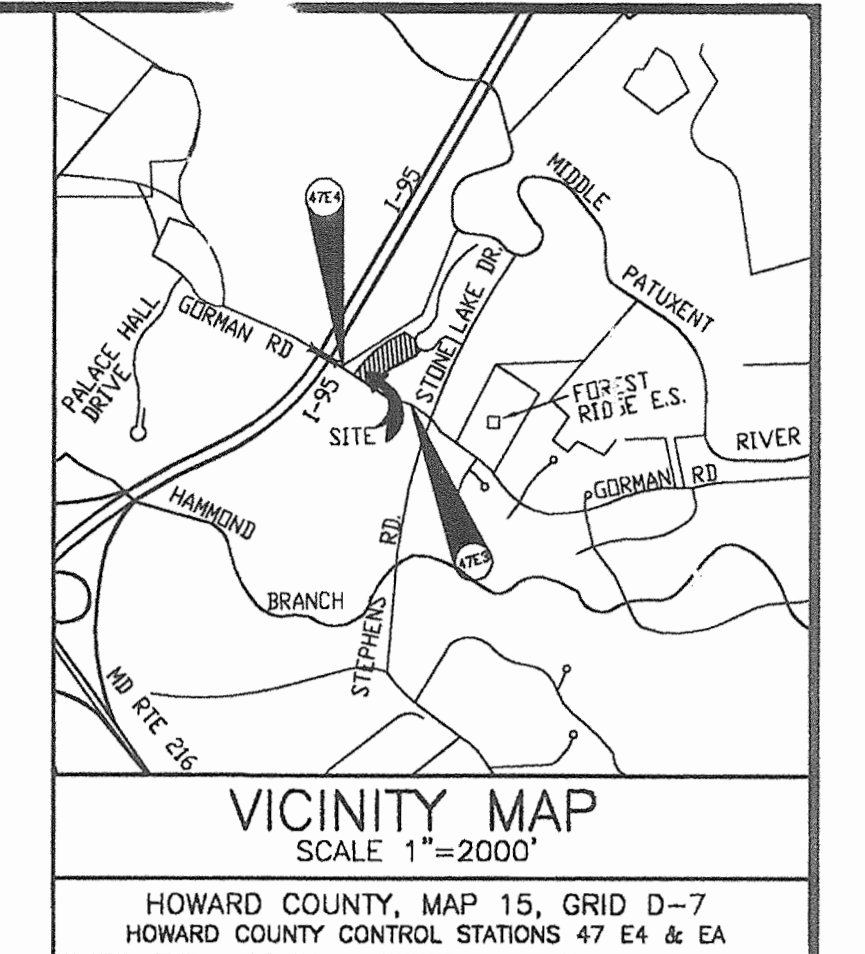 47E4
I-95
MIDDLE
PATUXENT
RIVER
GORMAN RD
PALACE HALL
DRIVE
I-95
STONE LAKE DR.
SITE
FOREST
RIDGE E.S.
GORMAN RD
HAMMOND
BRANCH
STEPHENS RD.
47E3
MD RTE 216
VICINITY MAP
SCALE 1"=2000'
HOWARD COUNTY, MAP 15, GRID D-7
HOWARD COUNTY CONTROL STATIONS 47 E4 & EA